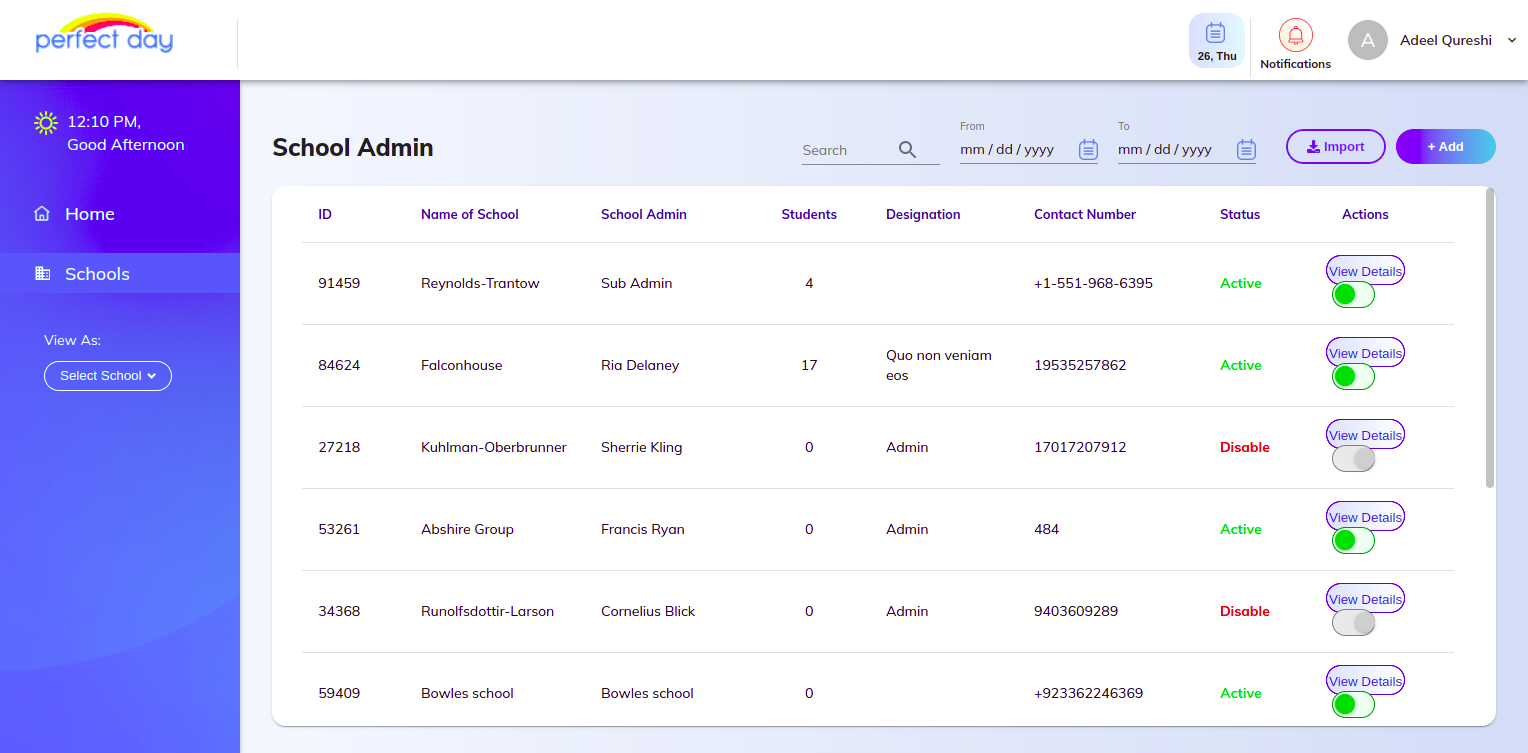 perfect day
26, Thu
Notifications
A
Adeel Qureshi
12:10 PM,
Good Afternoon
Home
Schools
View As:
Select School
School Admin
Search
From
mm / dd / yyyy
To
mm / dd / yyyy
Import
+ Add
ID Name of School School Admin Students Designation Contact Number Status Actions
91459 Reynolds-Trantow Sub Admin 4 +1-551-968-6395 Active View Details
84624 Falconhouse Ria Delaney 17 Quo non veniam
eos 19535257862 Active View Details
27218 Kuhlman-Oberbrunner Sherrie Kling 0 Admin 17017207912 Disable View Details
53261 Abshire Group Francis Ryan 0 Admin 484 Active View Details
34368 Runolfsdottir-Larson Cornelius Blick 0 Admin 9403609289 Disable View Details
59409 Bowles school Bowles school 0 +923362246369 Active View Details